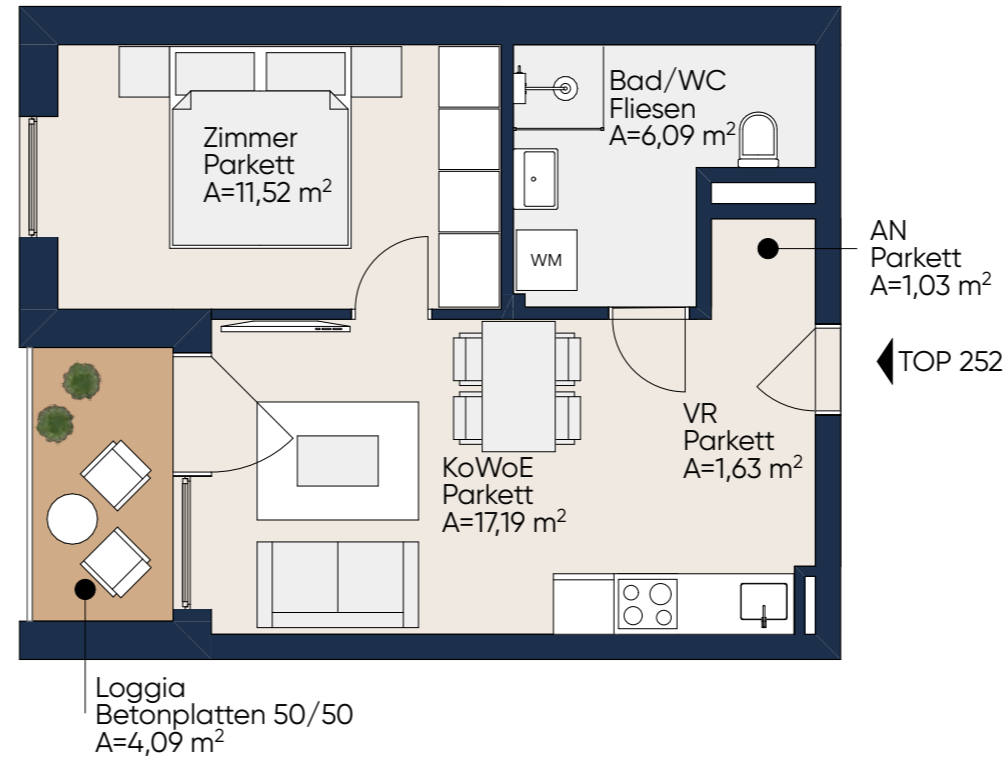 Zimmer
Parkett
A=11,52 m²
Bad/WC
Fliesen
A=6,09 m²
WM
AN
Parkett
A=1,03 m²
TOP 252
VR
Parkett
A=1,63 m²
KoWoE
Parkett
A=17,19 m²
Loggia
Betonplatten 50/50
A=4,09 m²